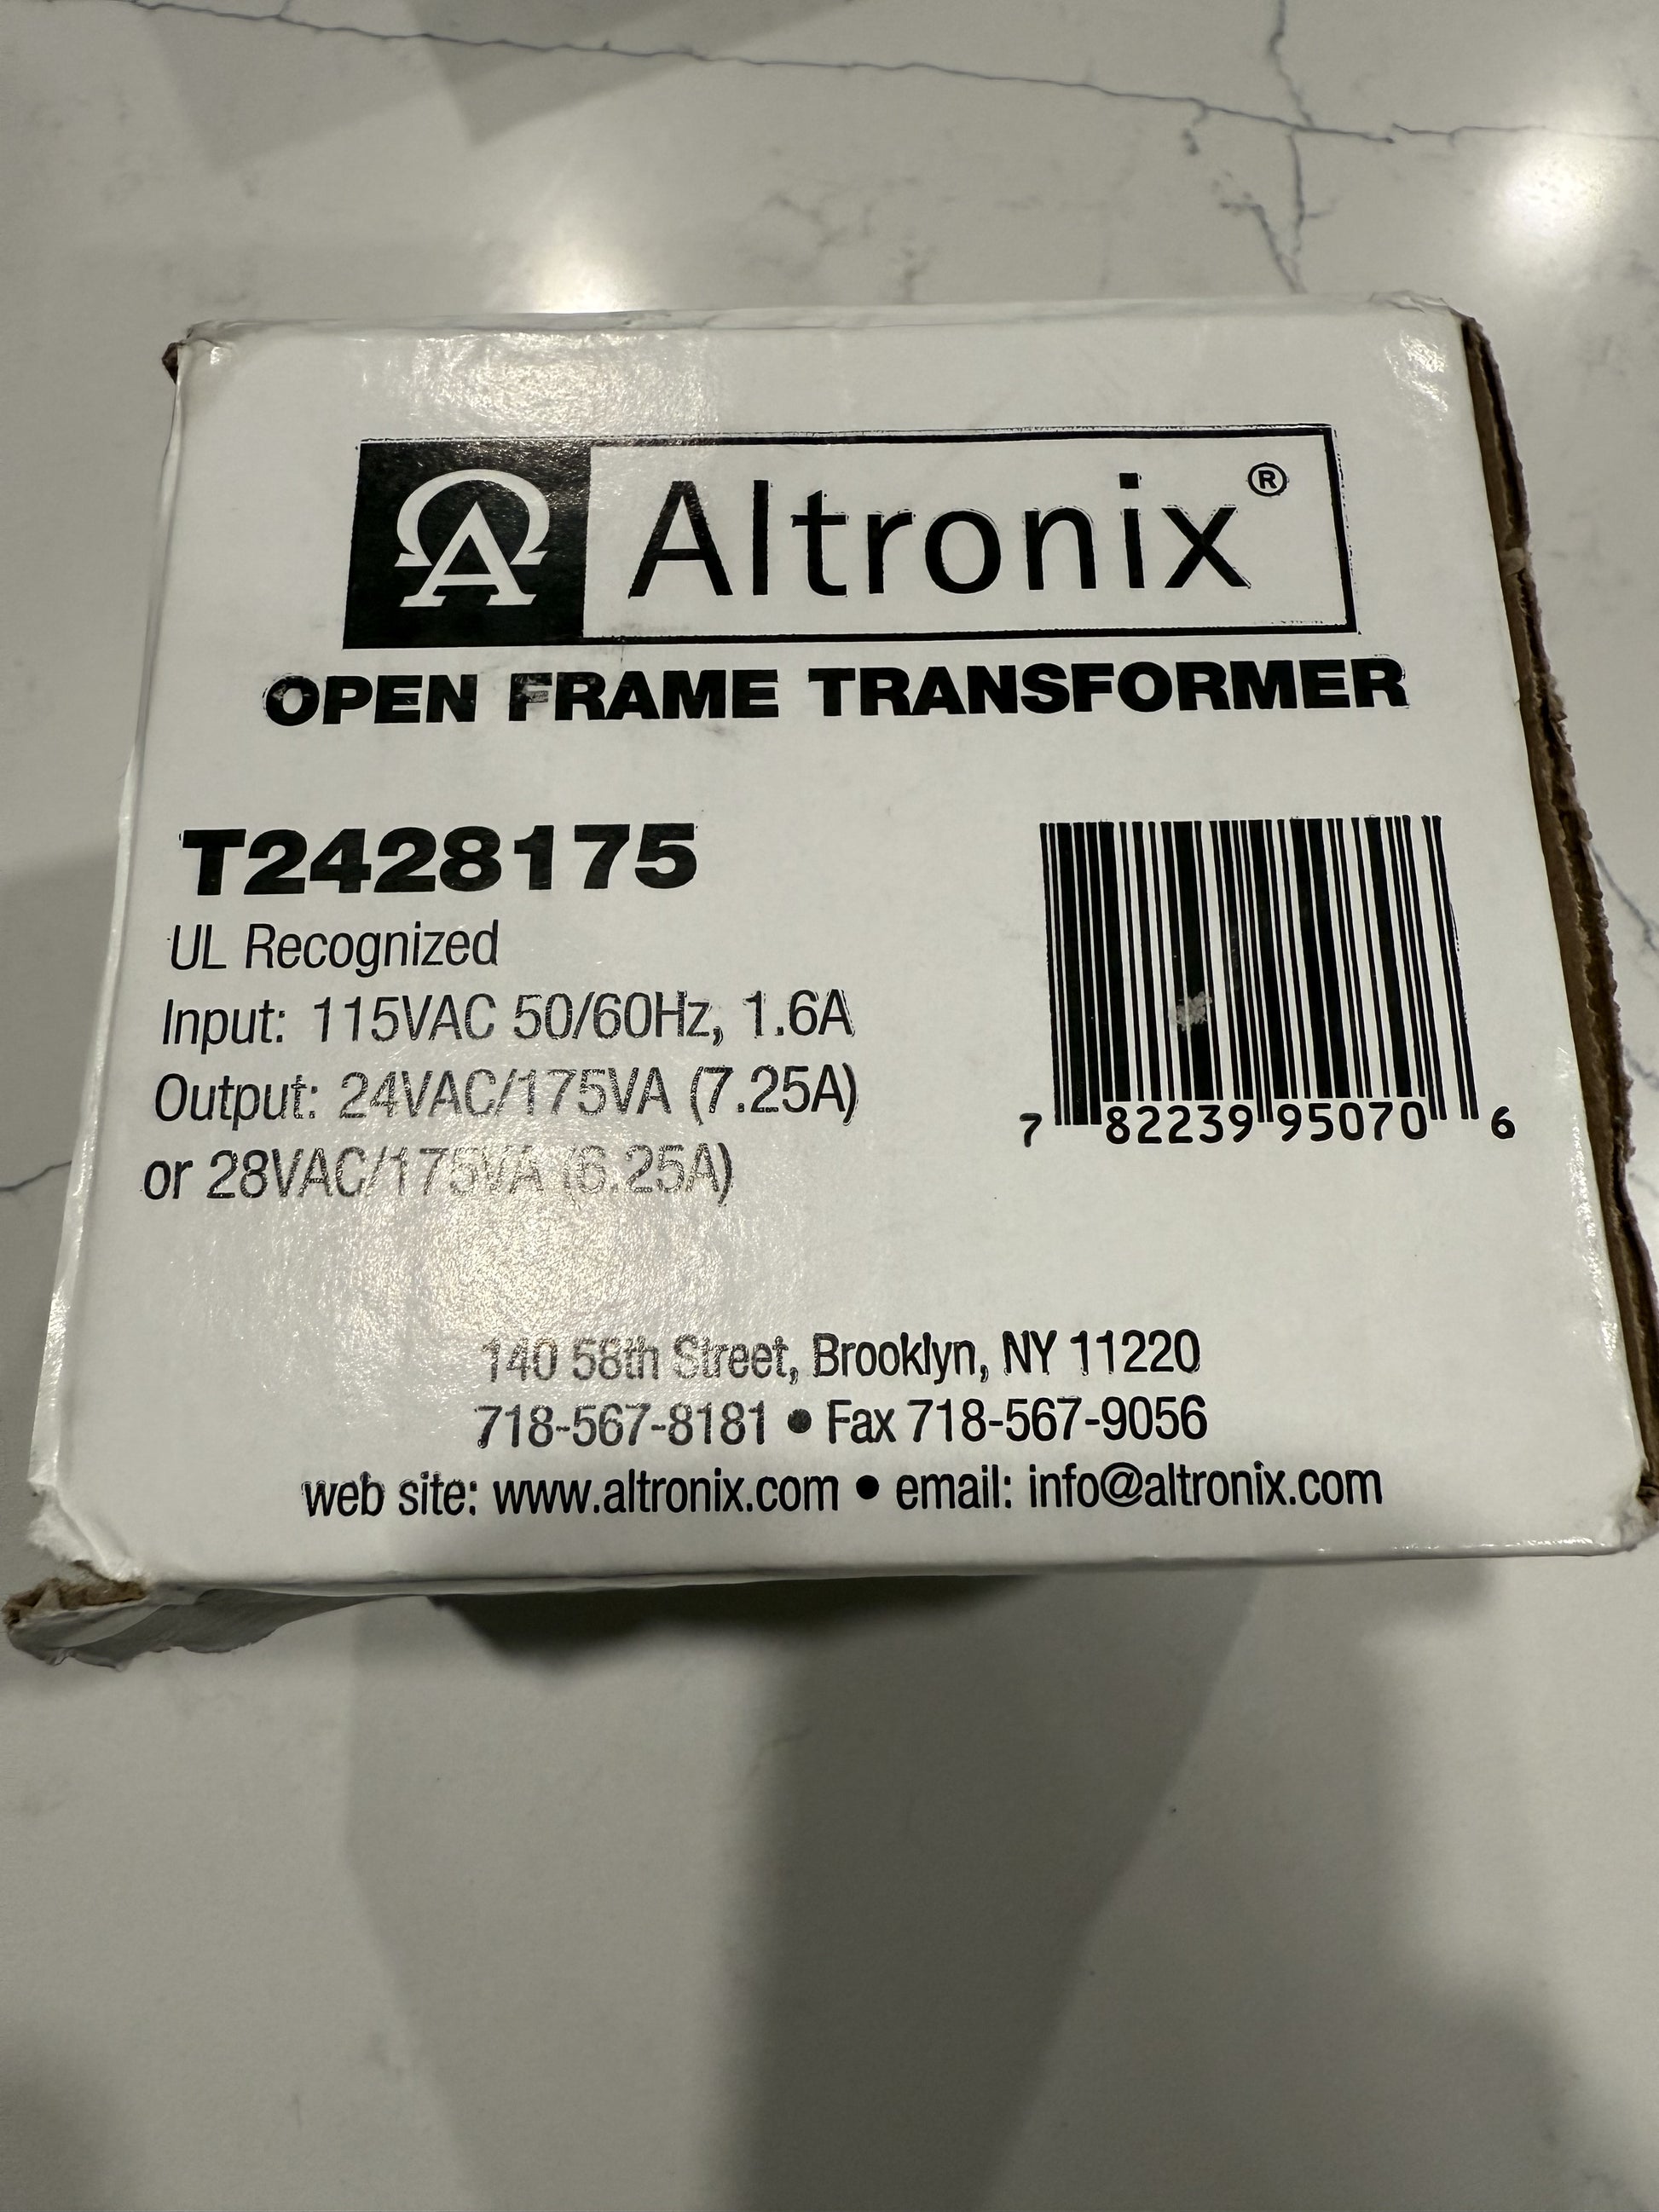 Altronix®
OPEN FRAME TRANSFORMER
T2428175
UL Recognized
Input: 115VAC 50/60Hz, 1.6A
Output: 24VAC/175VA (7.25A)
or 28VAC/175VA (6.25A)
7 82239 95070 6
140 58th Street, Brooklyn, NY 11220
718-567-8181 • Fax 718-567-9056
web site: www.altronix.com • email: info@altronix.com